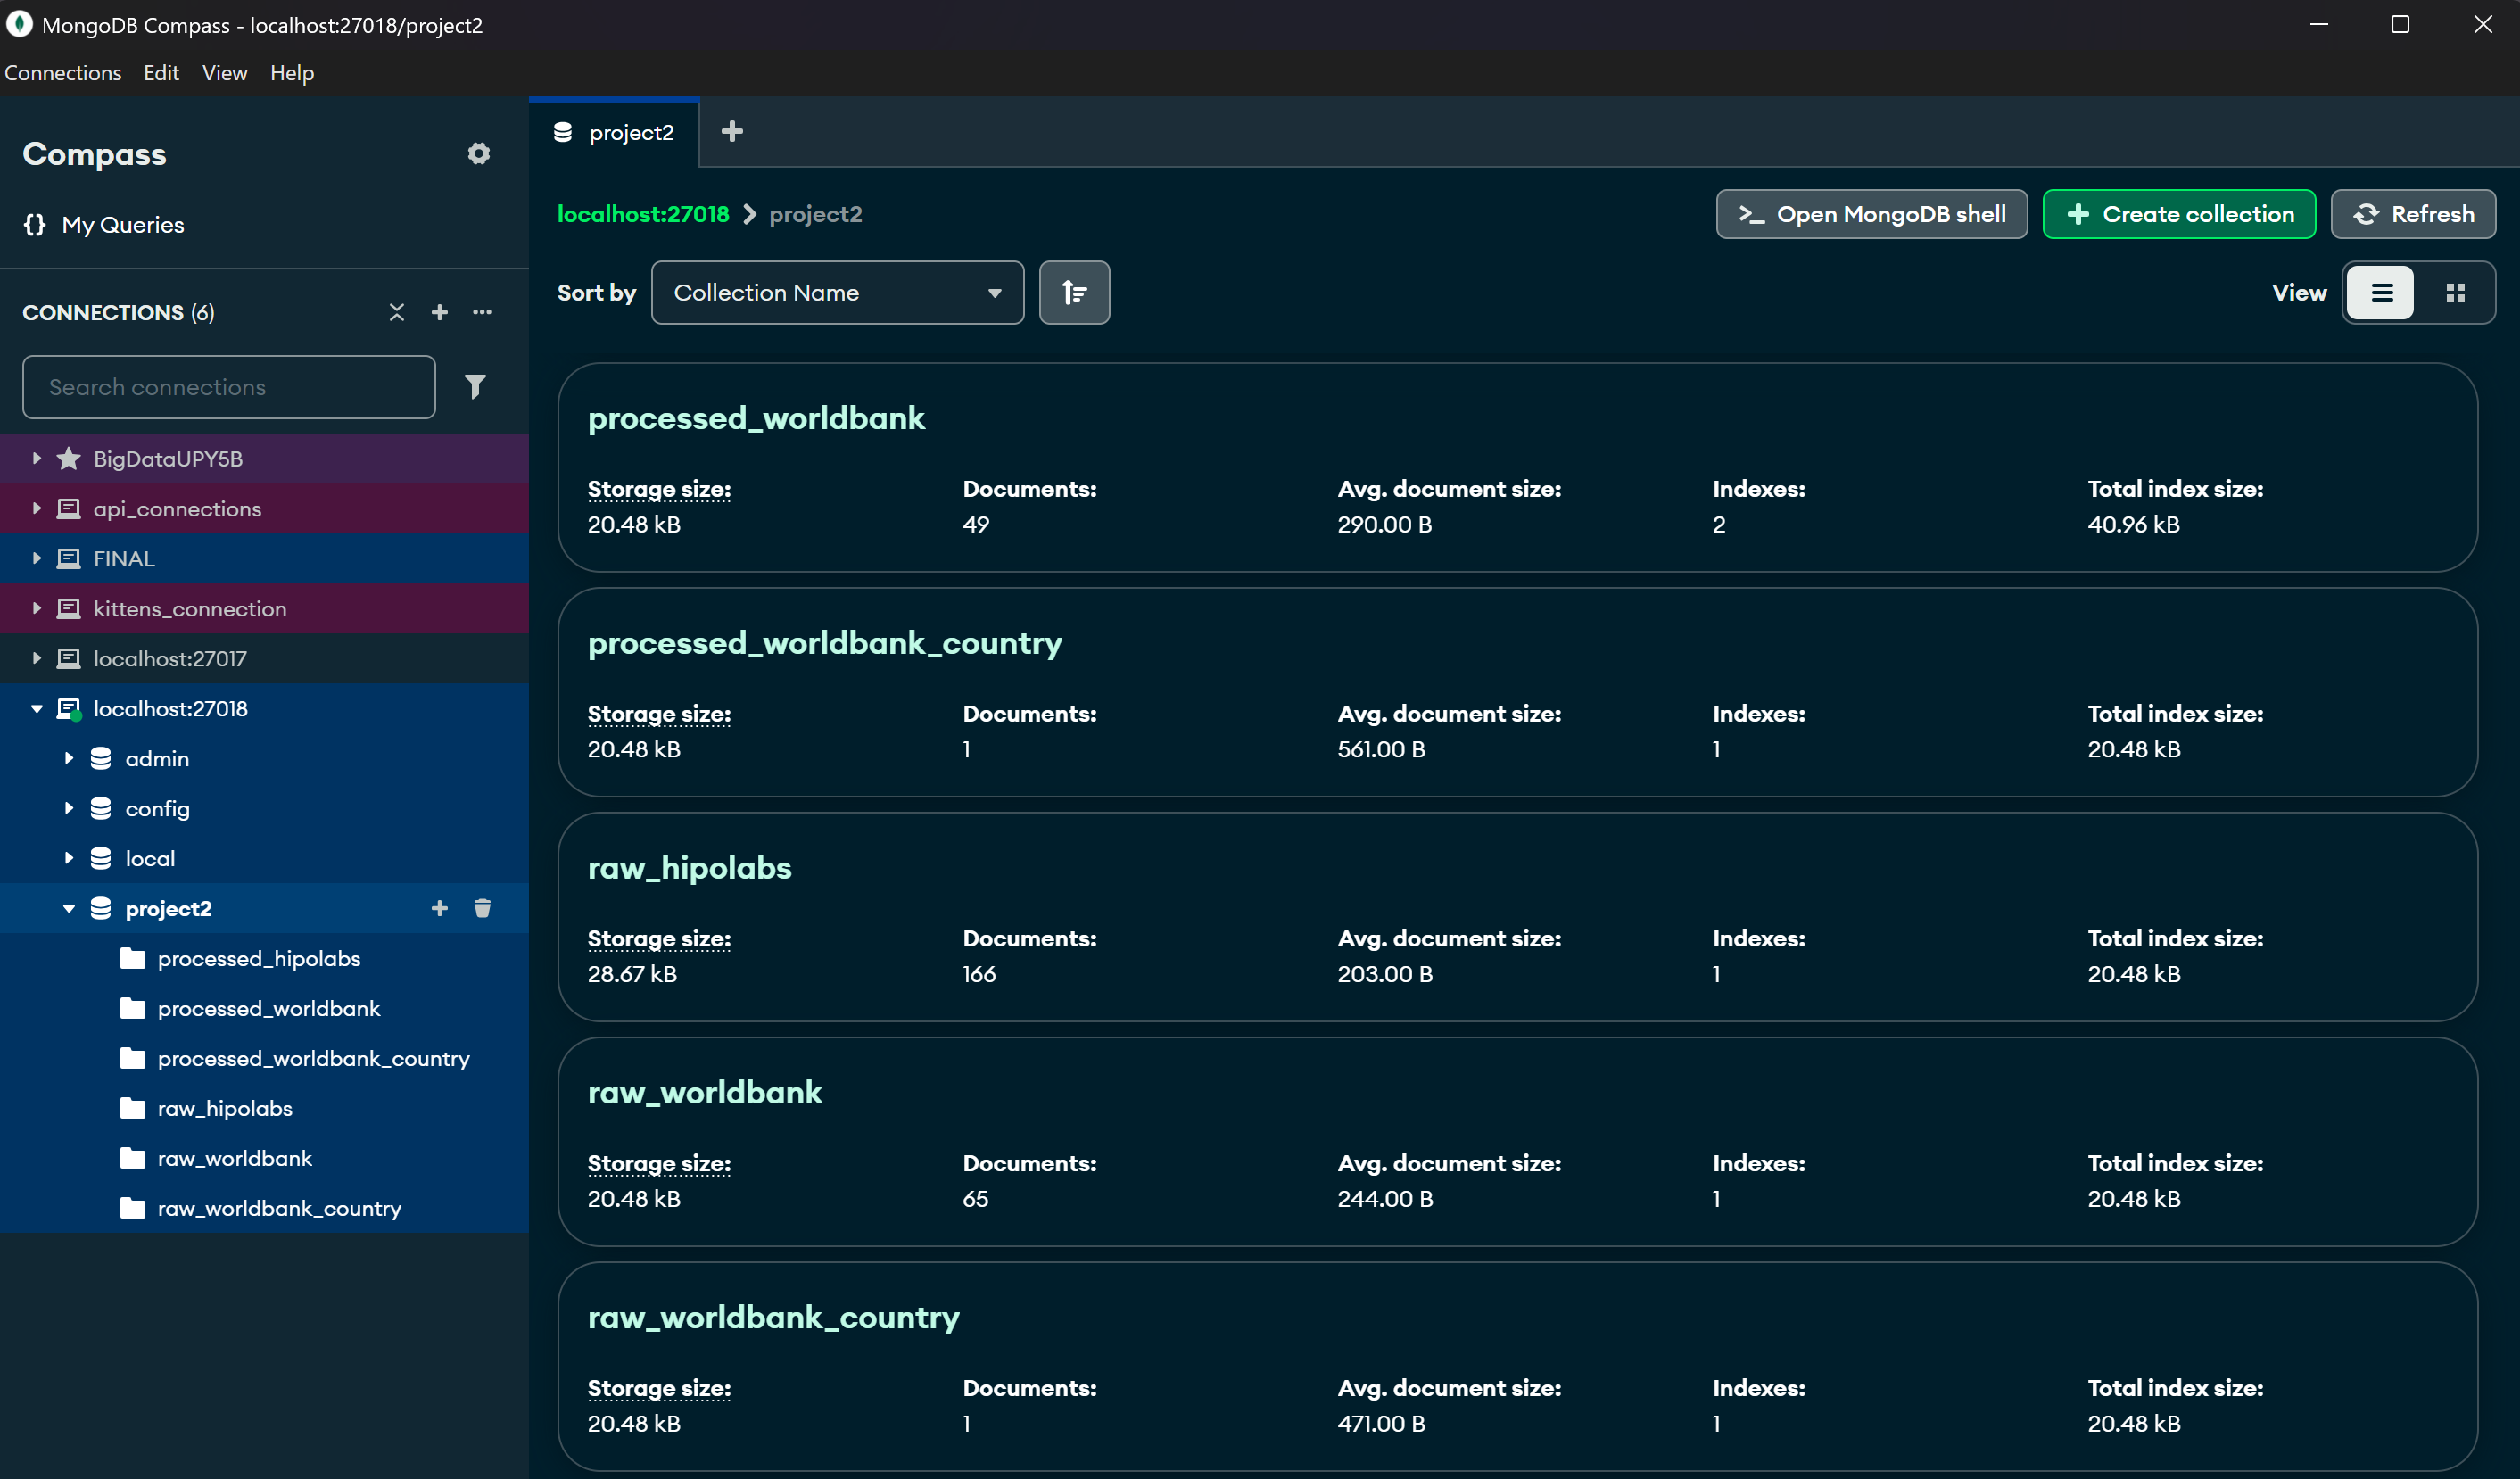 MongoDB Compass - localhost:27018/project2
Connections Edit View Help
Compass
{} My Queries
CONNECTIONS (6)
Search connections
BigDataUPY5B
api_connections
FINAL
kittens_connection
localhost:27017
localhost:27018
admin
config
local
project2
processed_hipolabs
processed_worldbank
processed_worldbank_country
raw_hipolabs
raw_worldbank
raw_worldbank_country
project2
localhost:27018 project2
Open MongoDB shell Create collection Refresh
Sort by Collection Name View
processed_worldbank
Storage size: Documents: Avg. document size: Indexes: Total index size:
20.48 kB 49 290.00 B 2 40.96 kB
processed_worldbank_country
Storage size: Documents: Avg. document size: Indexes: Total index size:
20.48 kB 1 561.00 B 1 20.48 kB
raw_hipolabs
Storage size: Documents: Avg. document size: Indexes: Total index size:
28.67 kB 166 203.00 B 1 20.48 kB
raw_worldbank
Storage size: Documents: Avg. document size: Indexes: Total index size:
20.48 kB 65 244.00 B 1 20.48 kB
raw_worldbank_country
Storage size: Documents: Avg. document size: Indexes: Total index size:
20.48 kB 1 471.00 B 1 20.48 kB